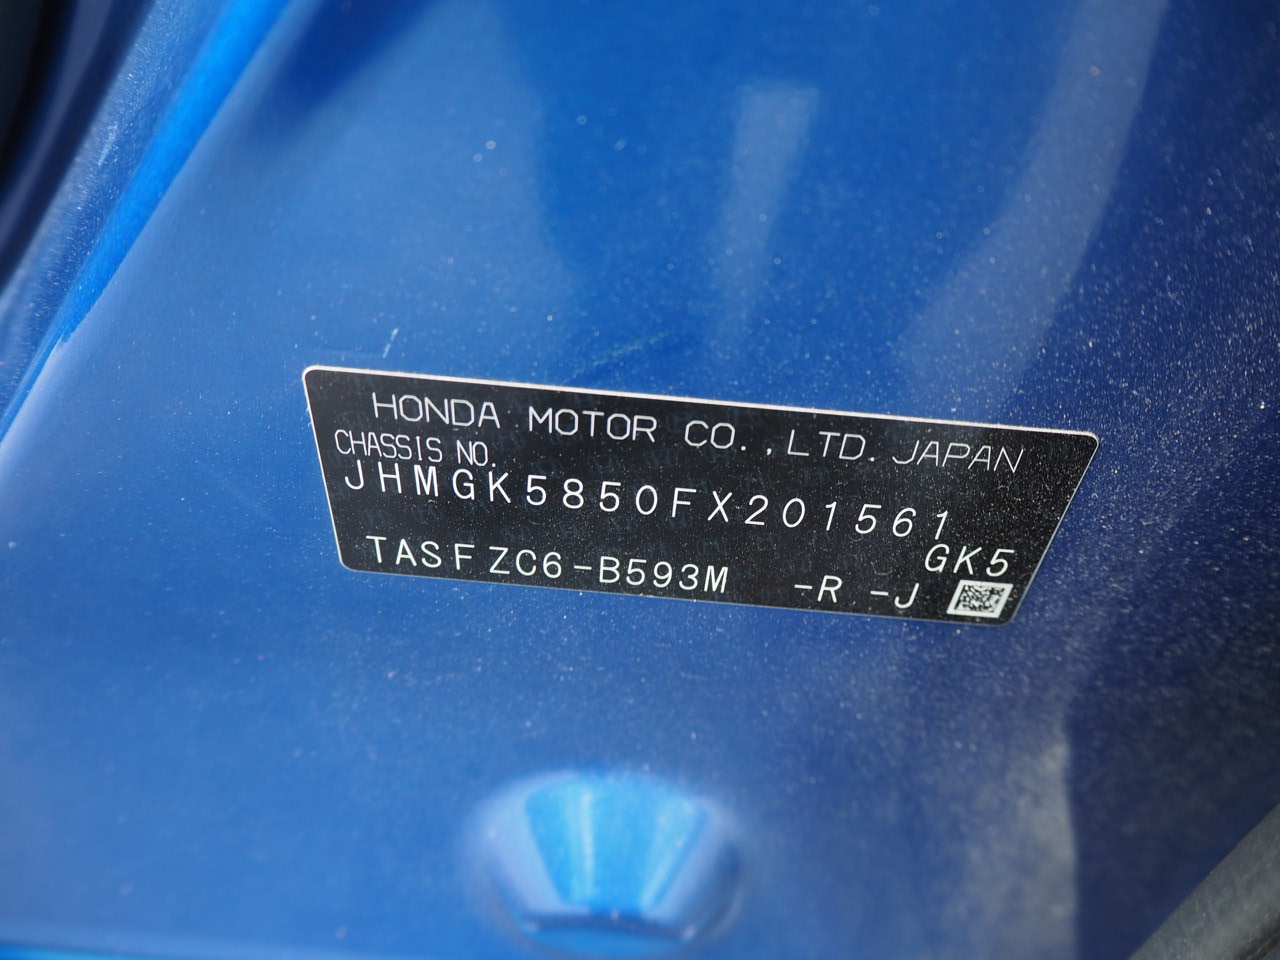 HONDA MOTOR CO.,LTD. JAPAN
CHASSIS NO.
JHMGK5850FX201561
GK5
TASFZC6-B593M -R -J